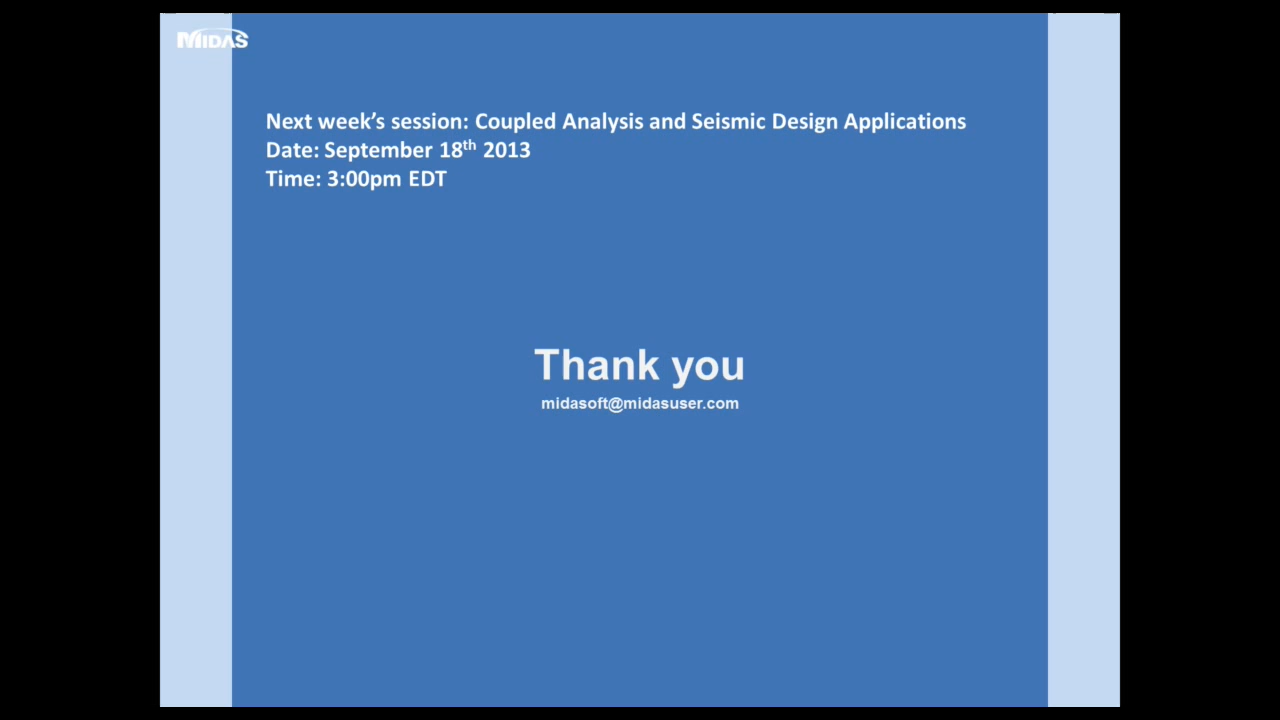 MIDAS
Next week’s session: Coupled Analysis and Seismic Design Applications
Date: September 18th 2013
Time: 3:00pm EDT
Thank you
midasoft@midasuser.com